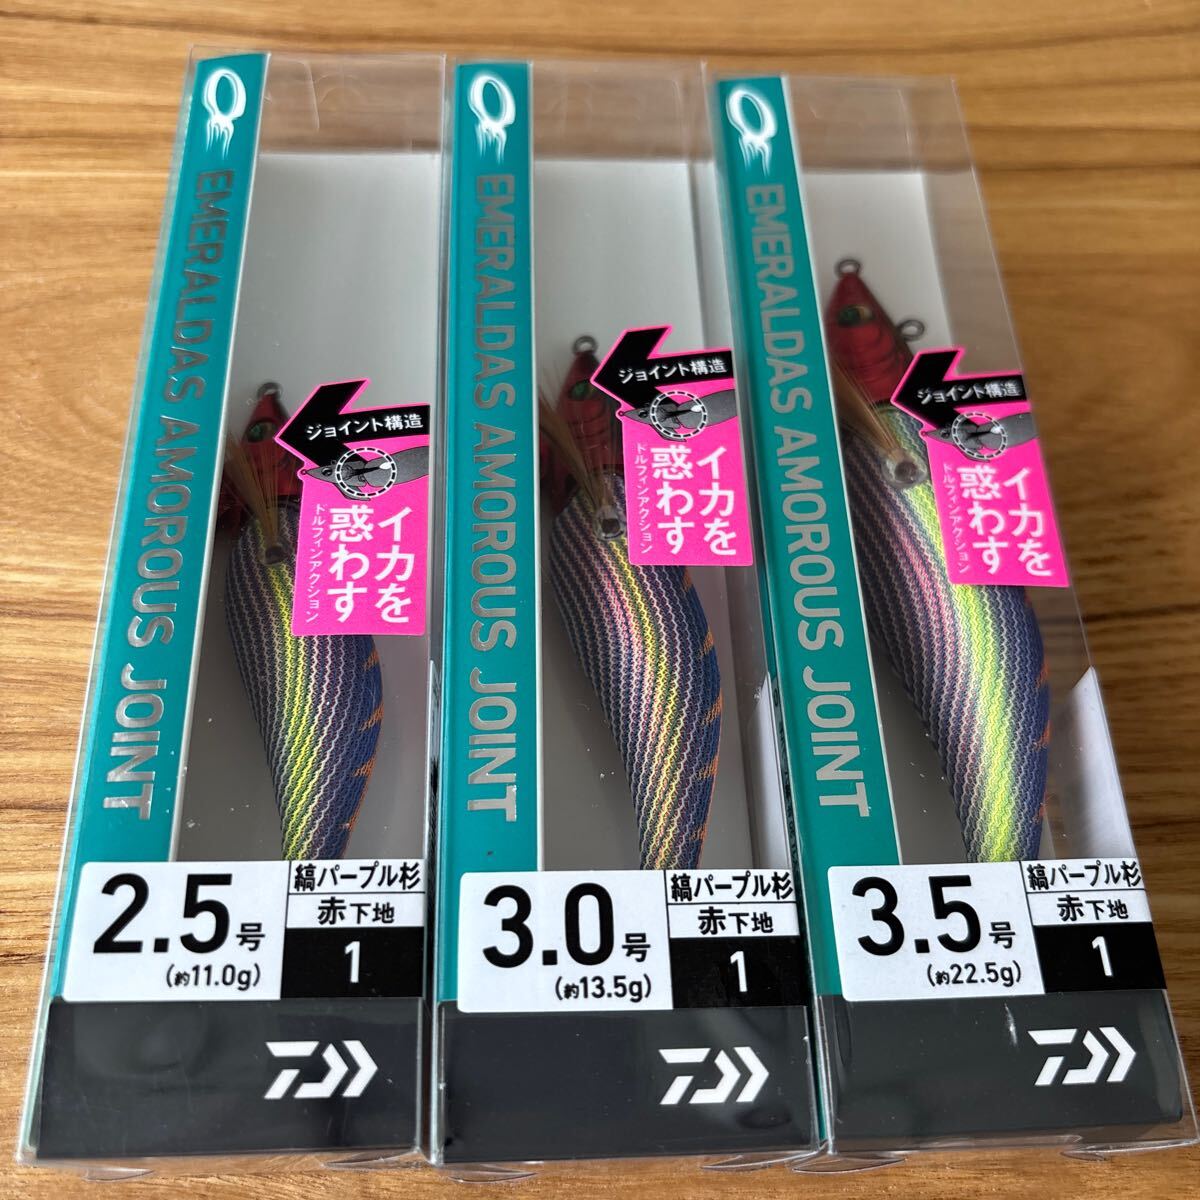 EMERALDAS AMOROUS JOINT
ジョイント構造
イカを
惑わす
ドルフィンアクション
2.5号
(約11.0g)
縞パープル杉
赤下地
1
EMERALDAS AMOROUS JOINT
ジョイント構造
イカを
惑わす
ドルフィンアクション
3.0号
(約13.5g)
縞パープル杉
赤下地
1
EMERALDAS AMOROUS JOINT
ジョイント構造
イカを
惑わす
ドルフィンアクション
3.5号
(約22.5g)
縞パープル杉
赤下地
1